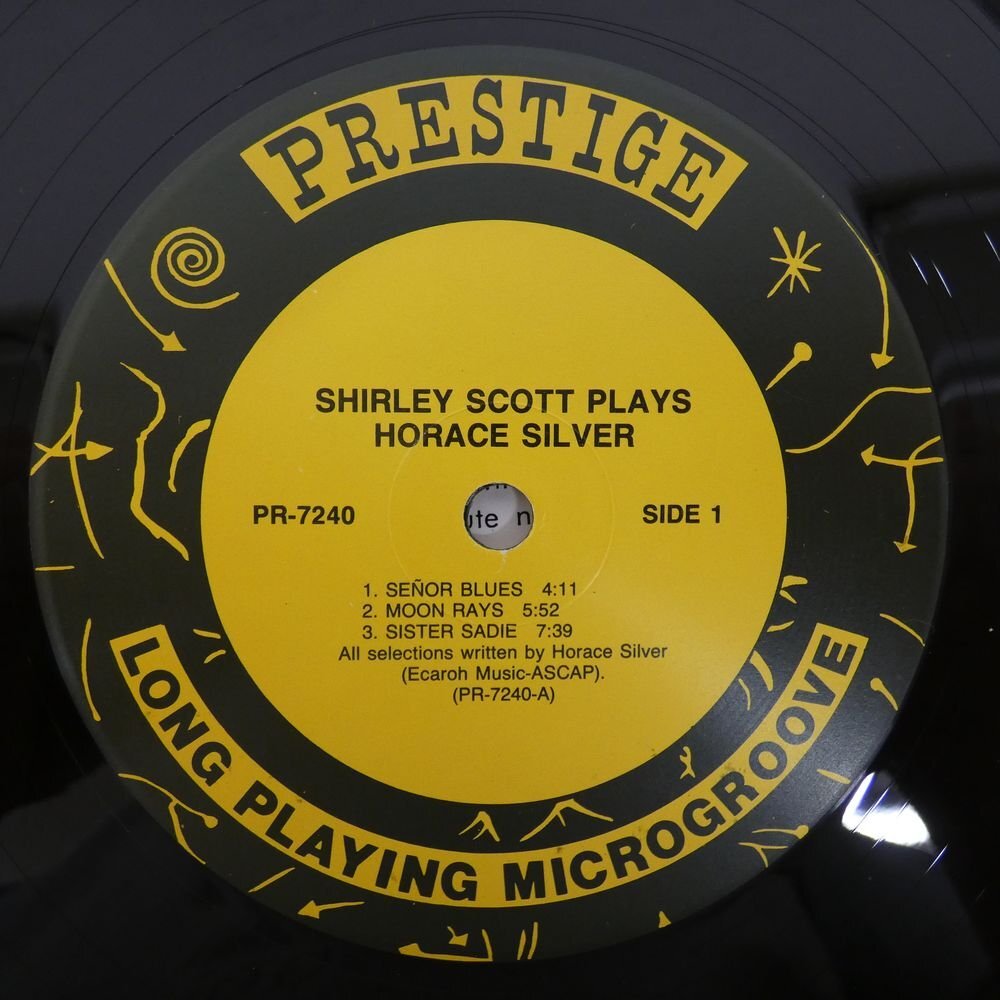 PRESTIGE
SHIRLEY SCOTT PLAYS
HORACE SILVER
PR-7240 SIDE 1
1. SEÑOR BLUES 4:11
2. MOON RAYS 5:52
3. SISTER SADIE 7:39
All selections written by Horace Silver
(Ecaroh Music-ASCAP).
(PR-7240-A)
LONG PLAYING MICROGROOVE